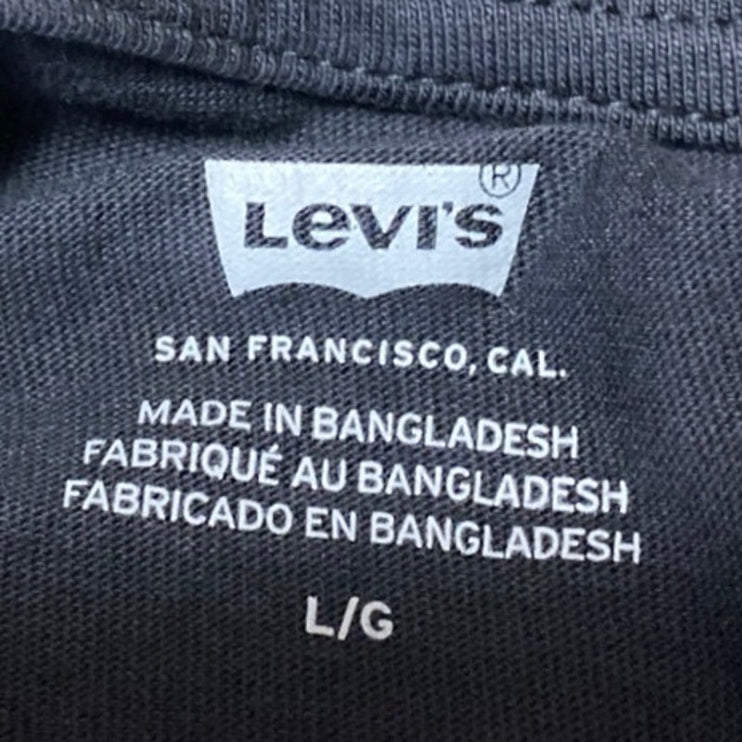 Levi's®
SAN FRANCISCO, CAL.
MADE IN BANGLADESH
FABRIQUÉ AU BANGLADESH
FABRICADO EN BANGLADESH
L/G